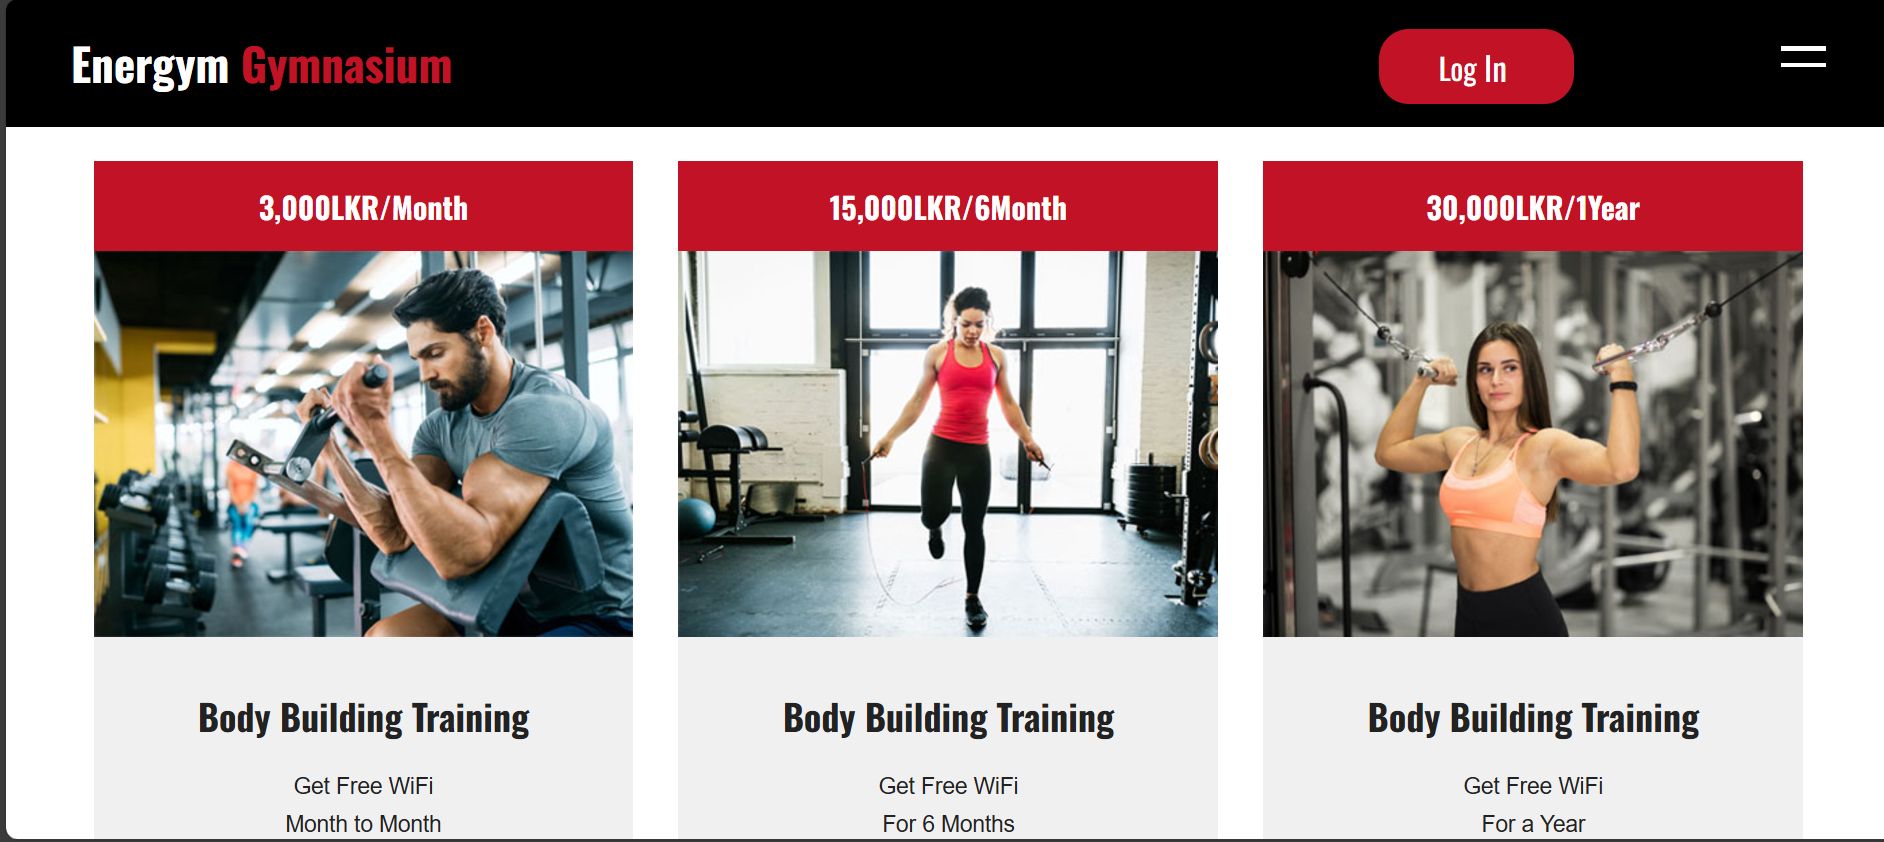 Energym Gymnasium
Log In
3,000LKR/Month
15,000LKR/6Month
30,000LKR/1Year
Body Building Training
Get Free WiFi
Month to Month
Body Building Training
Get Free WiFi
For 6 Months
Body Building Training
Get Free WiFi
For a Year